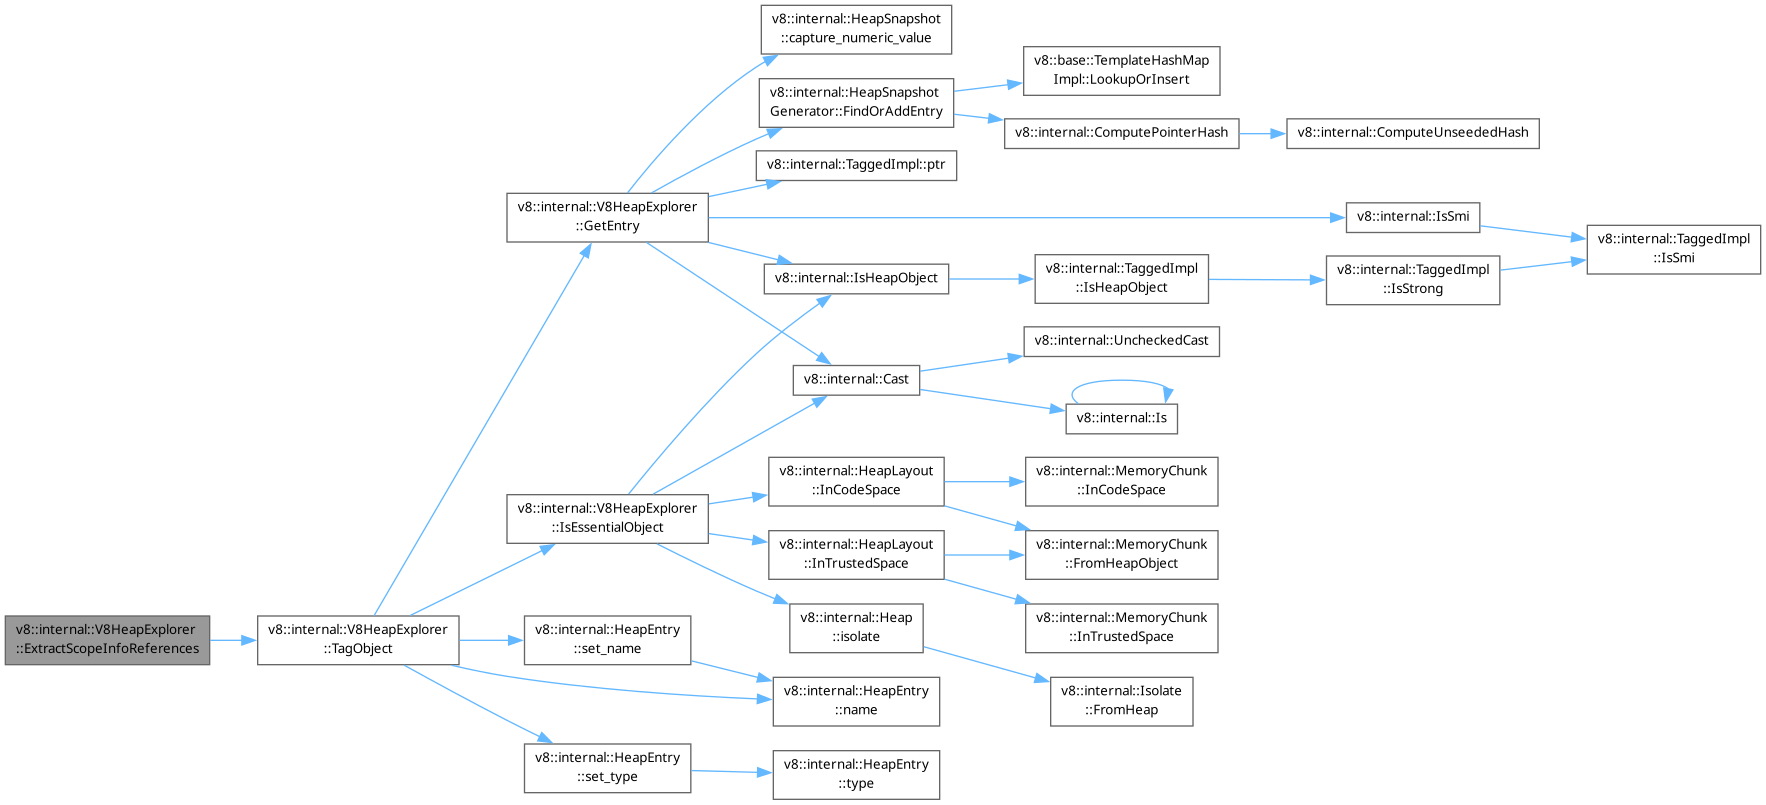 v8::internal::HeapSnapshot
::capture_numeric_value
v8::base::TemplateHashMap
Impl::LookupOrInsert
v8::internal::HeapSnapshot
Generator::FindOrAddEntry
v8::internal::ComputePointerHash
v8::internal::ComputeUnseededHash
v8::internal::TaggedImpl::ptr
v8::internal::V8HeapExplorer
::GetEntry
v8::internal::IsSmi
v8::internal::TaggedImpl
::IsSmi
v8::internal::IsHeapObject
v8::internal::TaggedImpl
::IsHeapObject
v8::internal::TaggedImpl
::IsStrong
v8::internal::UncheckedCast
v8::internal::Cast
v8::internal::Is
v8::internal::HeapLayout
::InCodeSpace
v8::internal::MemoryChunk
::InCodeSpace
v8::internal::V8HeapExplorer
::IsEssentialObject
v8::internal::HeapLayout
::InTrustedSpace
v8::internal::MemoryChunk
::FromHeapObject
v8::internal::Heap
::isolate
v8::internal::MemoryChunk
::InTrustedSpace
v8::internal::V8HeapExplorer
::ExtractScopeInfoReferences
v8::internal::V8HeapExplorer
::TagObject
v8::internal::HeapEntry
::set_name
v8::internal::HeapEntry
::name
v8::internal::Isolate
::FromHeap
v8::internal::HeapEntry
::set_type
v8::internal::HeapEntry
::type